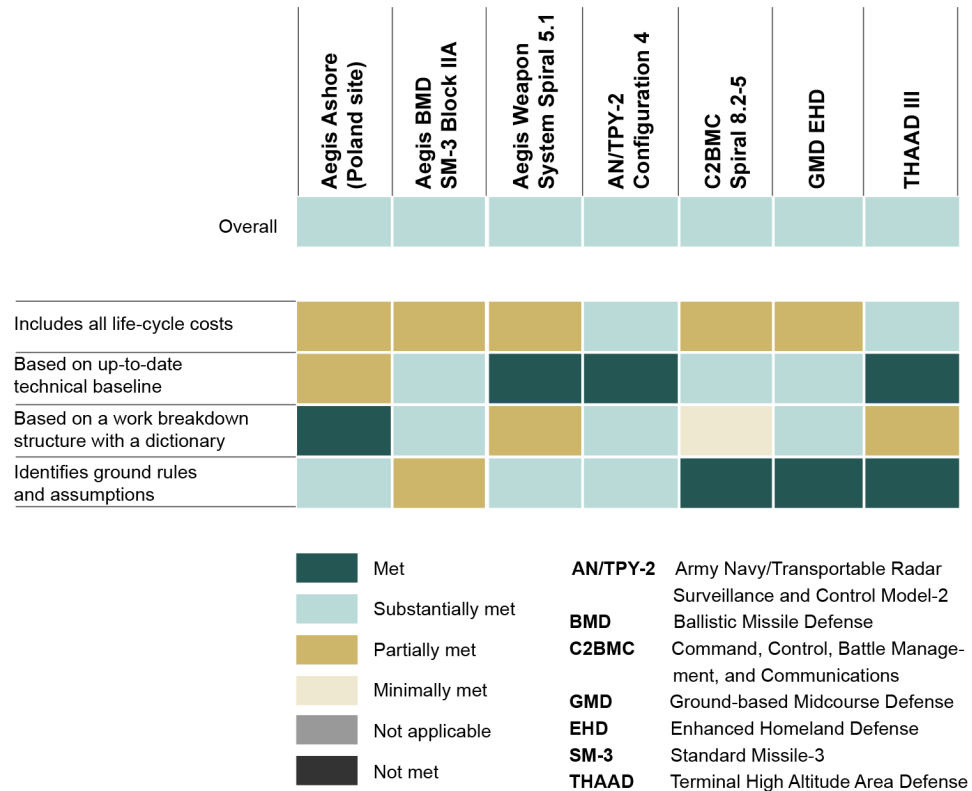 Aegis Ashore
(Poland site)
Aegis BMD
SM-3 Block IIA
Aegis Weapon
System Spiral 5.1
AN/TPY-2
Configuration 4
C2BMC
Spiral 8.2-5
GMD EHD
THAAD III
Overall
Includes all life-cycle costs
Based on up-to-date
technical baseline
Based on a work breakdown
structure with a dictionary
Identifies ground rules
and assumptions
Met
Substantially met
Partially met
Minimally met
Not applicable
Not met
AN/TPY-2 Army Navy/Transportable Radar
Surveillance and Control Model-2
BMD Ballistic Missile Defense
C2BMC Command, Control, Battle Manage-
ment, and Communications
GMD Ground-based Midcourse Defense
EHD Enhanced Homeland Defense
SM-3 Standard Missile-3
THAAD Terminal High Altitude Area Defense